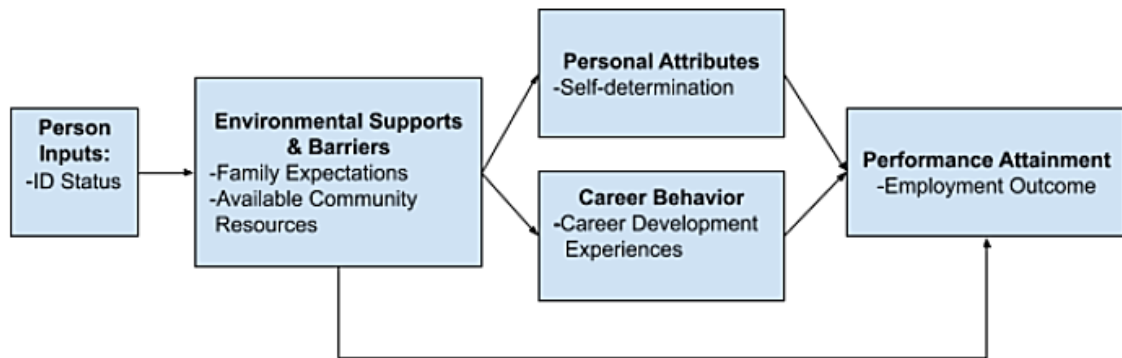 Person
Inputs:
-ID Status
Environmental Supports
& Barriers
-Family Expectations
-Available Community
Resources
Personal Attributes
-Self-determination
Career Behavior
-Career Development
Experiences
Performance Attainment
-Employment Outcome